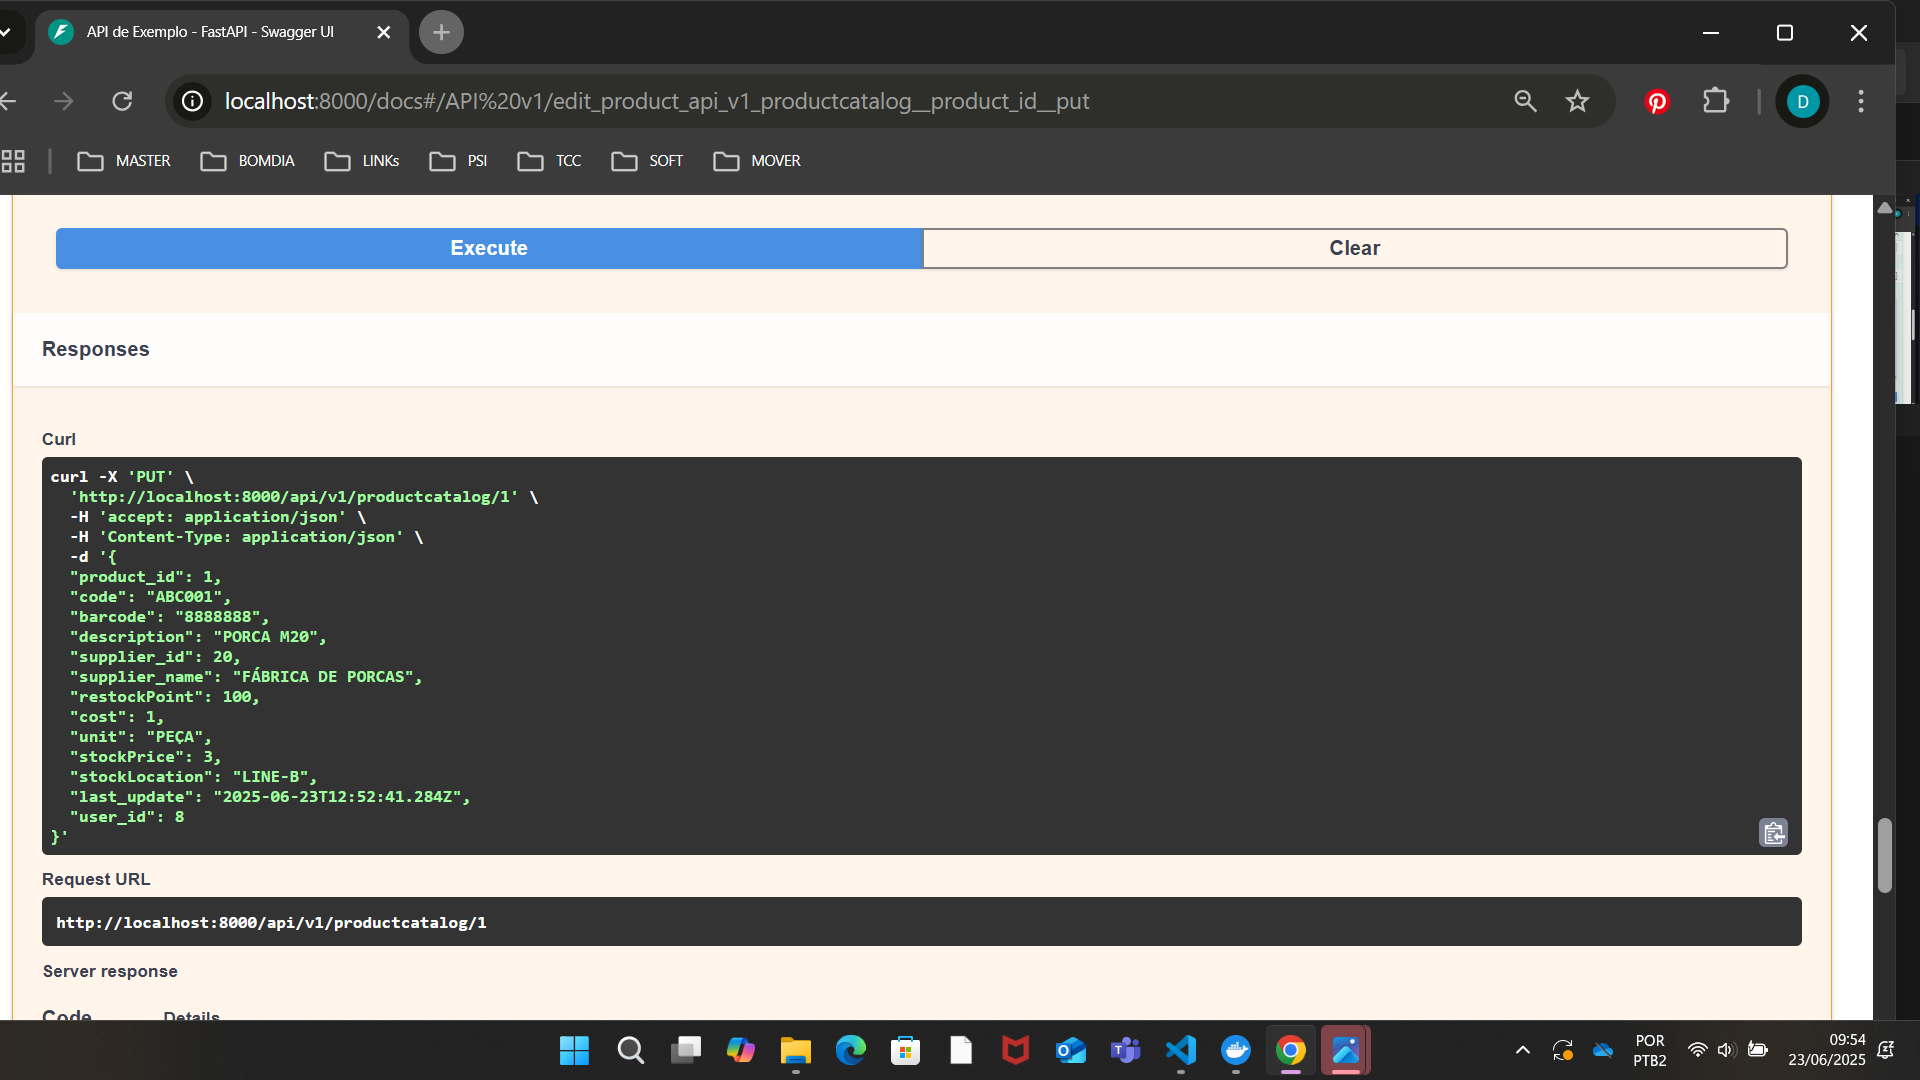 API de Exemplo - FastAPI - Swagger UI
localhost:8000/docs#/API%20v1/edit_product_api_v1_productcatalog__product_id__put
D
MASTER
BOMDIA
LINKs
PSI
TCC
SOFT
MOVER
Execute
Clear
Responses
Curl
curl -X 'PUT' \
'http://localhost:8000/api/v1/productcatalog/1' \
-H 'accept: application/json' \
-H 'Content-Type: application/json' \
-d '{
"product_id": 1,
"code": "ABC001",
"barcode": "8888888",
"description": "PORCA M20",
"supplier_id": 20,
"supplier_name": "FÁBRICA DE PORCAS",
"restockPoint": 100,
"cost": 1,
"unit": "PEÇA",
"stockPrice": 3,
"stockLocation": "LINE-B",
"last_update": "2025-06-23T12:52:41.284Z",
"user_id": 8
}'
Request URL
http://localhost:8000/api/v1/productcatalog/1
Server response
Code
Details
POR
PTB2
09:54
23/06/2025